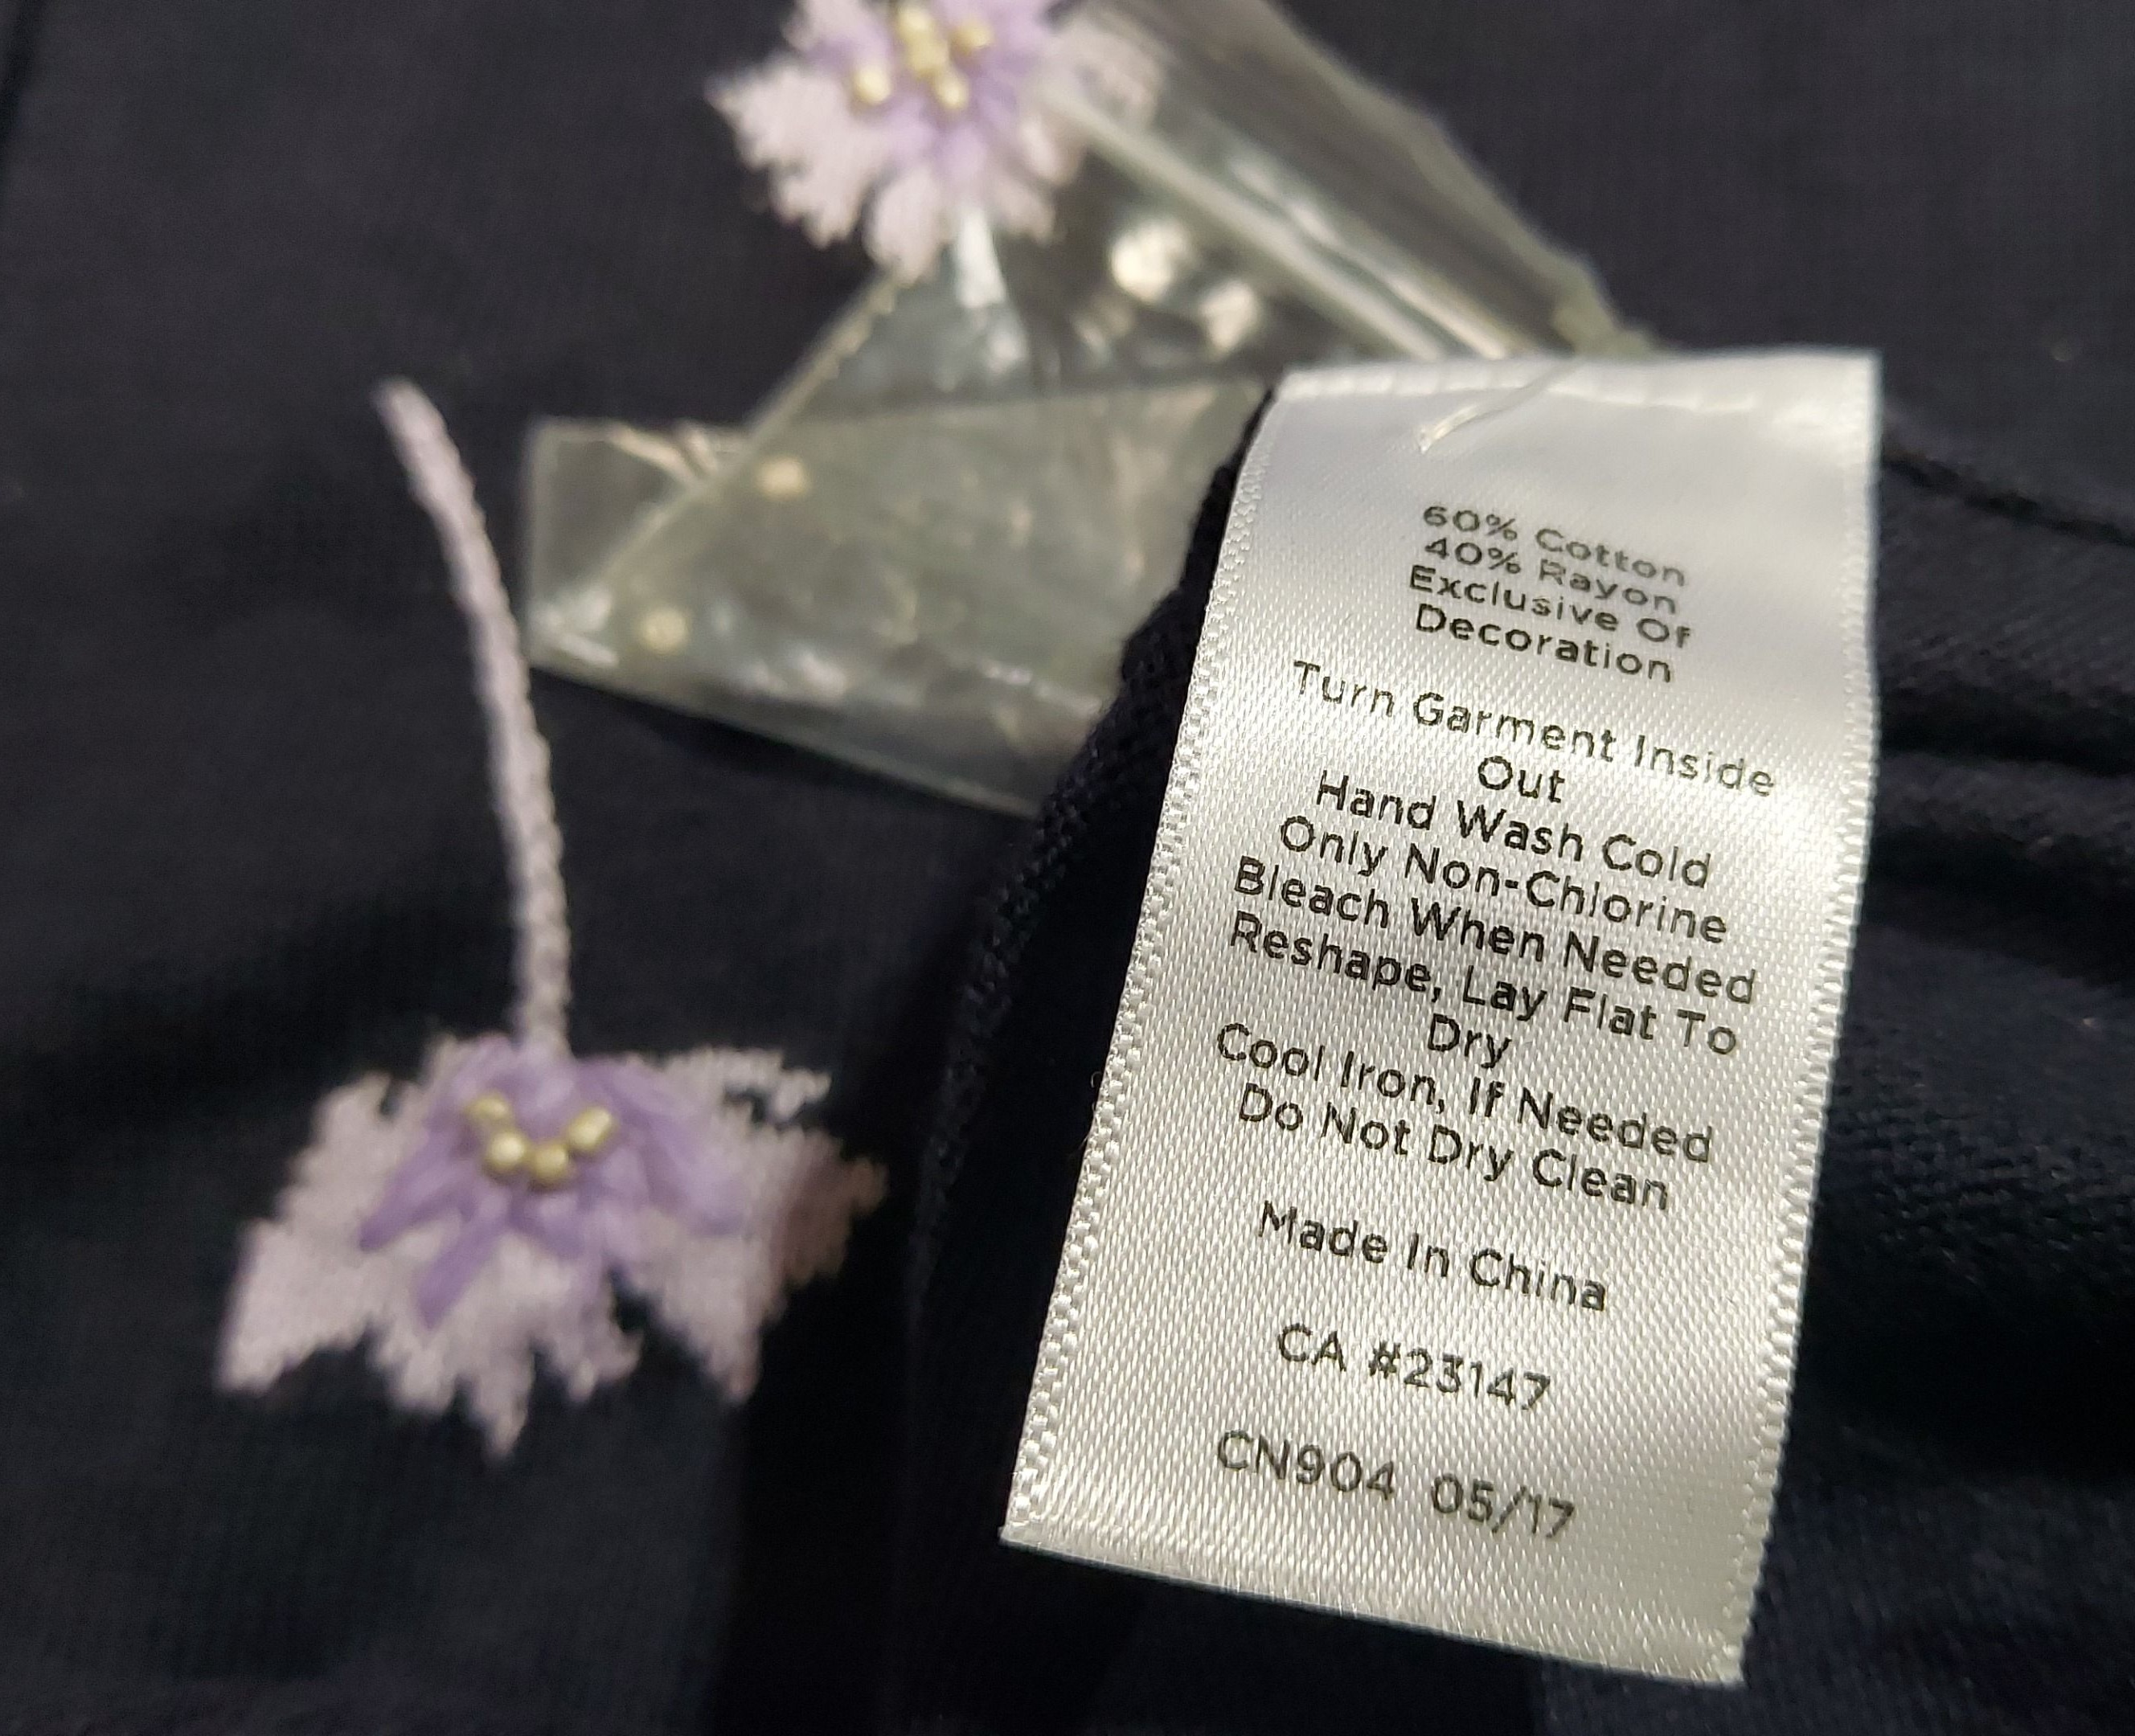 60% Cotton
40% Rayon
Exclusive Of
Decoration
Turn Garment Inside
Out
Hand Wash Cold
Only Non-Chlorine
Bleach When Needed
Reshape, Lay Flat To
Dry
Cool Iron, If Needed
Do Not Dry Clean
Made In China
CA #23147
CN904 05/17